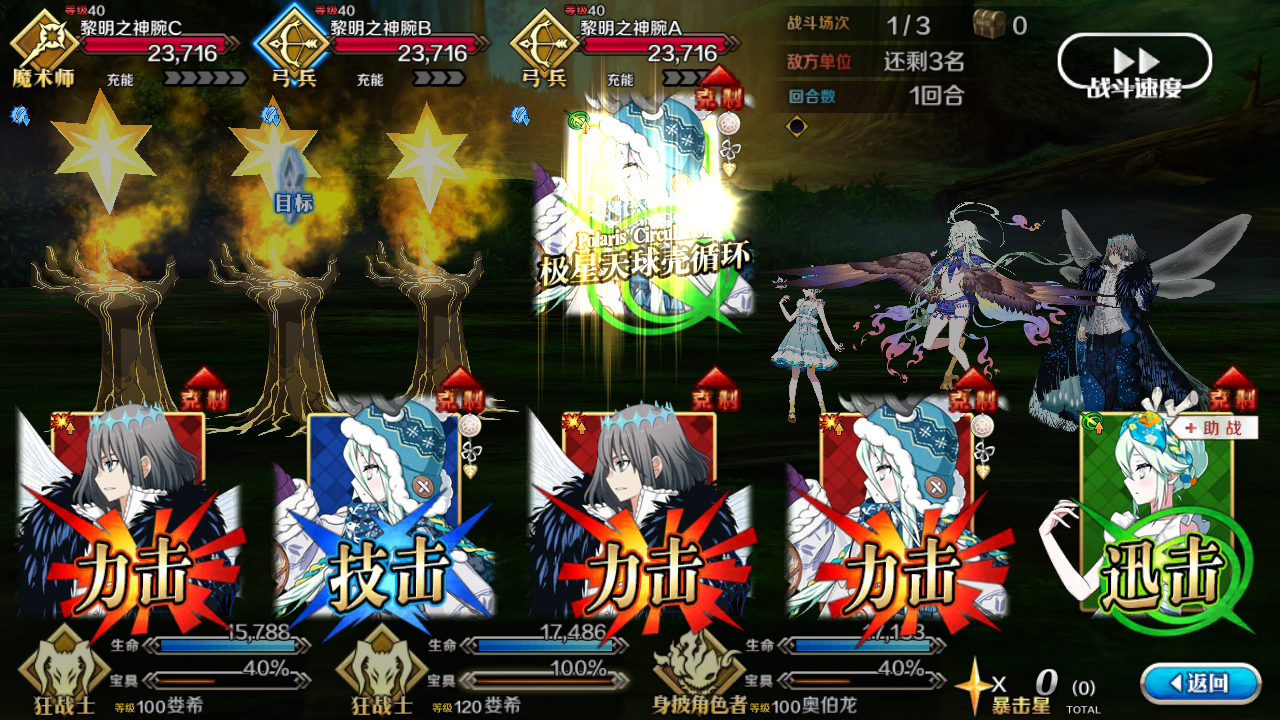 等级40
黎明之神腕C
23,716
魔术师
充能
等级40
黎明之神腕B
23,716
弓兵
充能
等级40
黎明之神腕A
23,716
弓兵
充能
战斗场次 1/3
0
敌方单位 还剩3名
回合数 1回合
战斗速度
克制
目标
极星天球壳循环
克制
克制
克制
克制
克制
+助战
力击
技击
力击
力击
迅击
生命 15,788
宝具 40%
狂战士 等级100娄希
生命 17,486
宝具 100%
狂战士 等级120娄希
生命
宝具 40%
身披角色者 等级100奥伯龙
X 0 (0)
暴击星 TOTAL
返回